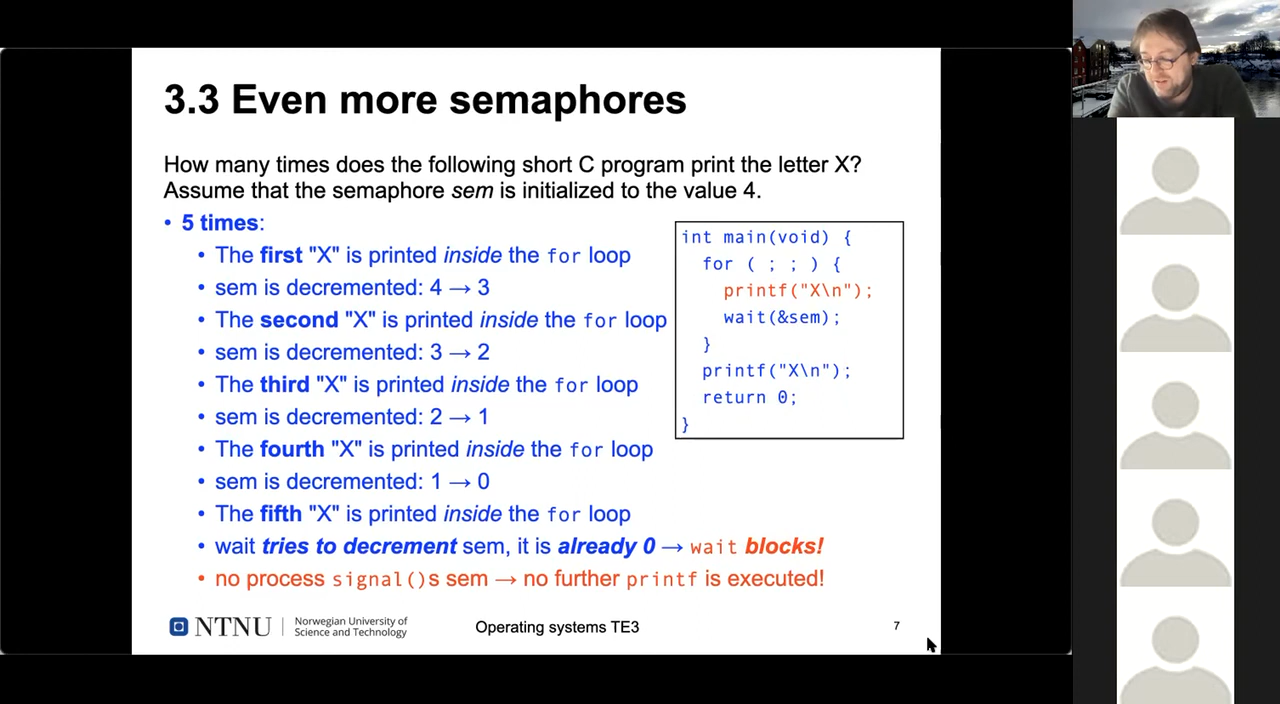 3.3 Even more semaphores
How many times does the following short C program print the letter X?
Assume that the semaphore sem is initialized to the value 4.
• 5 times:
• The first "X" is printed inside the for loop
• sem is decremented: 4 → 3
• The second "X" is printed inside the for loop
• sem is decremented: 3 → 2
• The third "X" is printed inside the for loop
• sem is decremented: 2 → 1
• The fourth "X" is printed inside the for loop
• sem is decremented: 1 → 0
• The fifth "X" is printed inside the for loop
• wait tries to decrement sem, it is already 0 → wait blocks!
• no process signal()s sem → no further printf is executed!
int main(void) {
for ( ; ; ) {
printf("X\n");
wait(&sem);
}
printf("X\n");
return 0;
}
NTNU
Norwegian University of
Science and Technology
Operating systems TE3
7